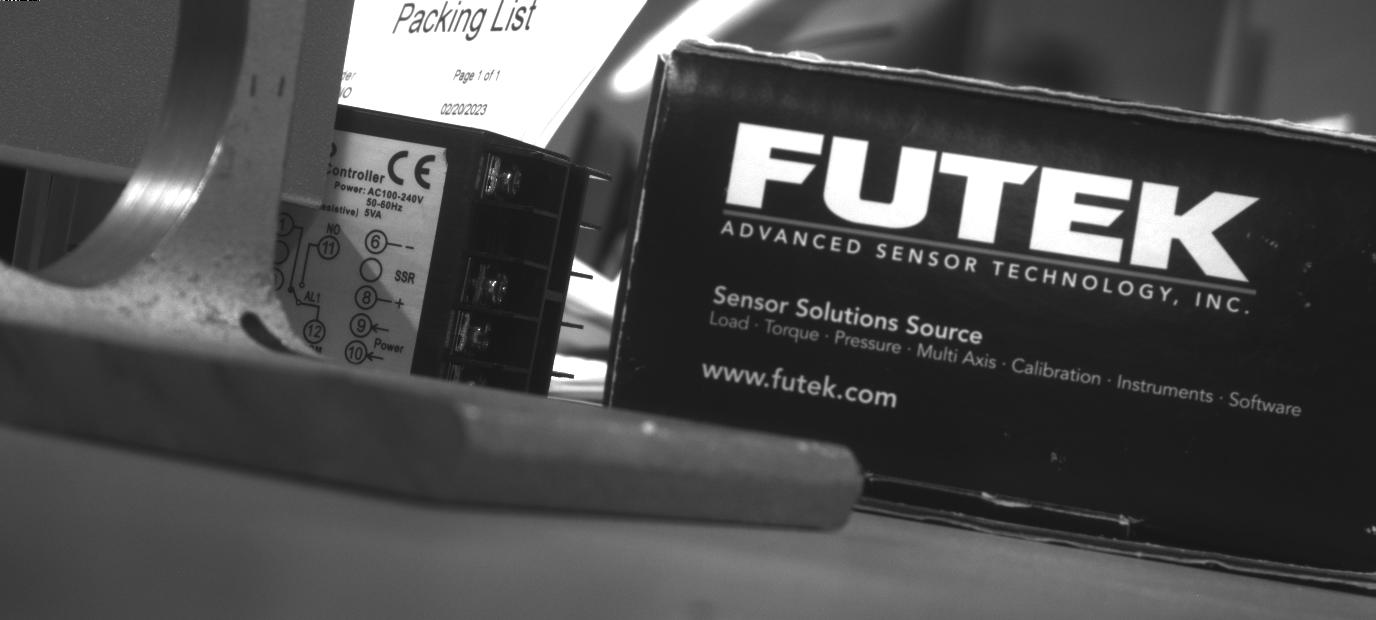 Packing List
Page 1 of 1
02/20/2023
Controller CE
Power: AC100-240V
50-60Hz
5VA
NO
11
6 -
SSR
8 +
AL1
12
9
Power
10
FUTEK
ADVANCED SENSOR TECHNOLOGY, INC.
Sensor Solutions Source
Load · Torque · Pressure · Multi Axis · Calibration · Instruments · Software
www.futek.com